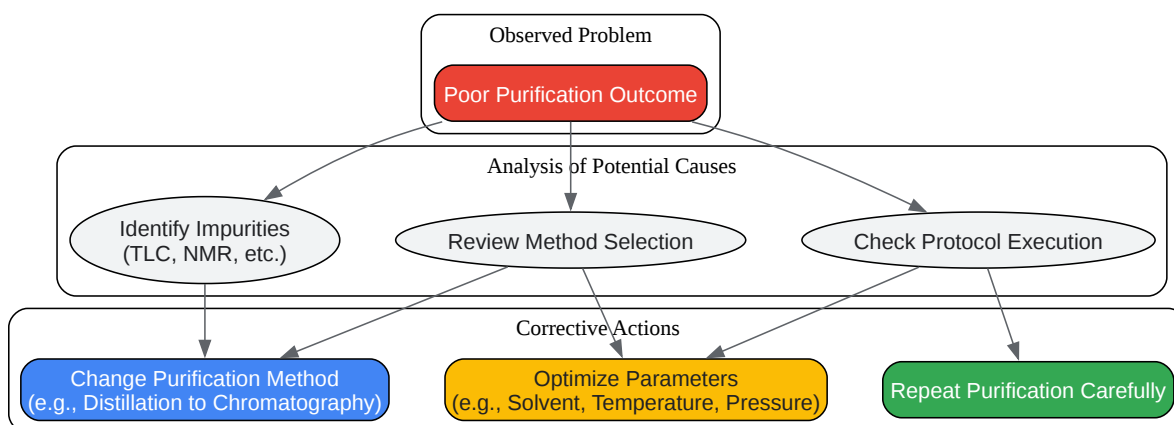 Observed Problem
Poor Purification Outcome
Analysis of Potential Causes
Identify Impurities
(TLC, NMR, etc.)
Review Method Selection
Check Protocol Execution
Corrective Actions
Change Purification Method
(e.g., Distillation to Chromatography)
Optimize Parameters
(e.g., Solvent, Temperature, Pressure)
Repeat Purification Carefully